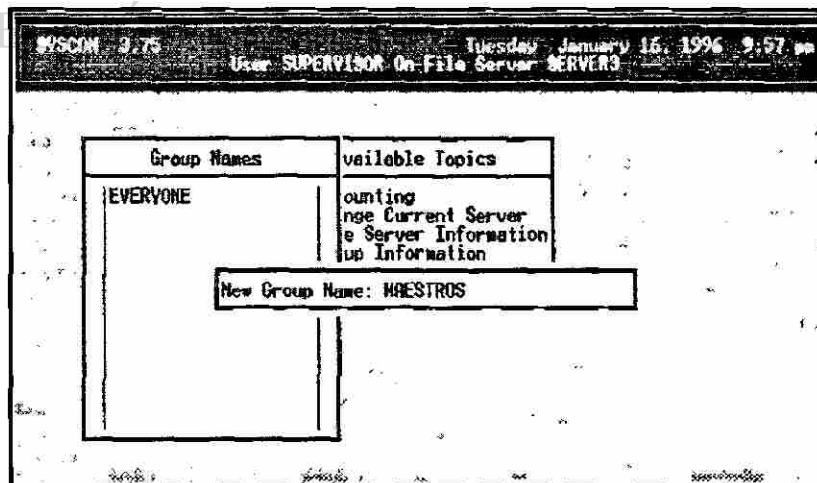 SYSCON 3.75 Tuesday January 16, 1996 9:57 am
User SUPERVISOR On File Server SERVER3
Group Names vailable Topics
EVERYONE ounting
nge Current Server
e Server Information
up Information
New Group Name: MAESTROS